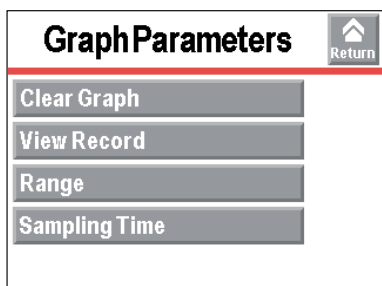 Graph Parameters
Return
Clear Graph
View Record
Range
Sampling Time